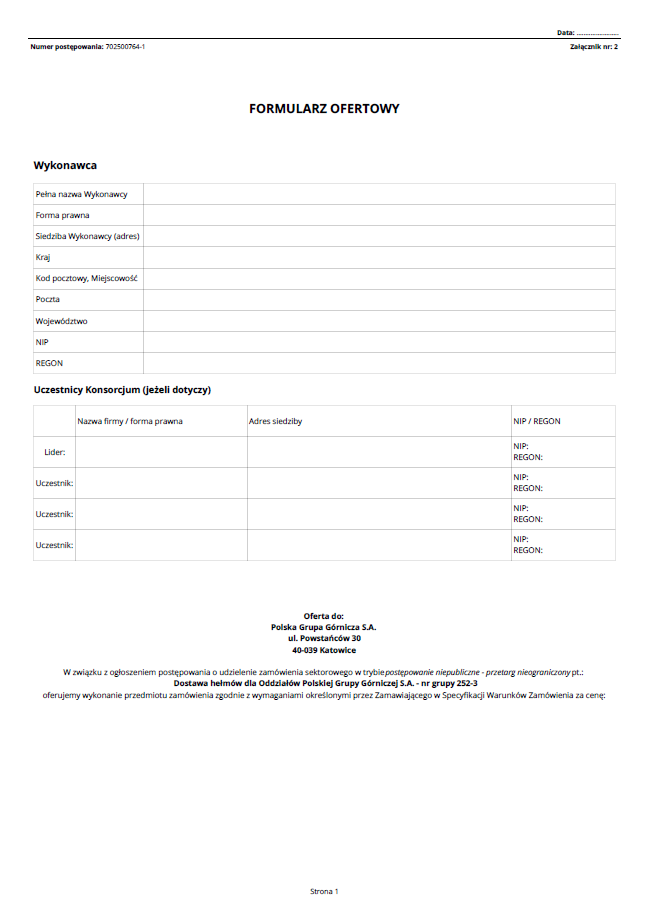 Data: ......................
Numer postępowania: 702500764-1
Załącznik nr: 2
FORMULARZ OFERTOWY
Wykonawca
Pełna nazwa Wykonawcy
Forma prawna
Siedziba Wykonawcy (adres)
Kraj
Kod pocztowy, Miejscowość
Poczta
Województwo
NIP
REGON
Uczestnicy Konsorcjum (jeżeli dotyczy)
Nazwa firmy / forma prawna
Adres siedziby
NIP / REGON
Lider:
NIP:
REGON:
Uczestnik:
NIP:
REGON:
Uczestnik:
NIP:
REGON:
Uczestnik:
NIP:
REGON:
Oferta do:
Polska Grupa Górnicza S.A.
ul. Powstańców 30
40-039 Katowice
W związku z ogłoszeniem postępowania o udzielenie zamówienia sektorowego w trybie postępowanie niepubliczne - przetarg nieograniczony pt.:
Dostawa hełmów dla Oddziałów Polskiej Grupy Górniczej S.A. - nr grupy 252-3
oferujemy wykonanie przedmiotu zamówienia zgodnie z wymaganiami określonymi przez Zamawiającego w Specyfikacji Warunków Zamówienia za cenę:
Strona 1